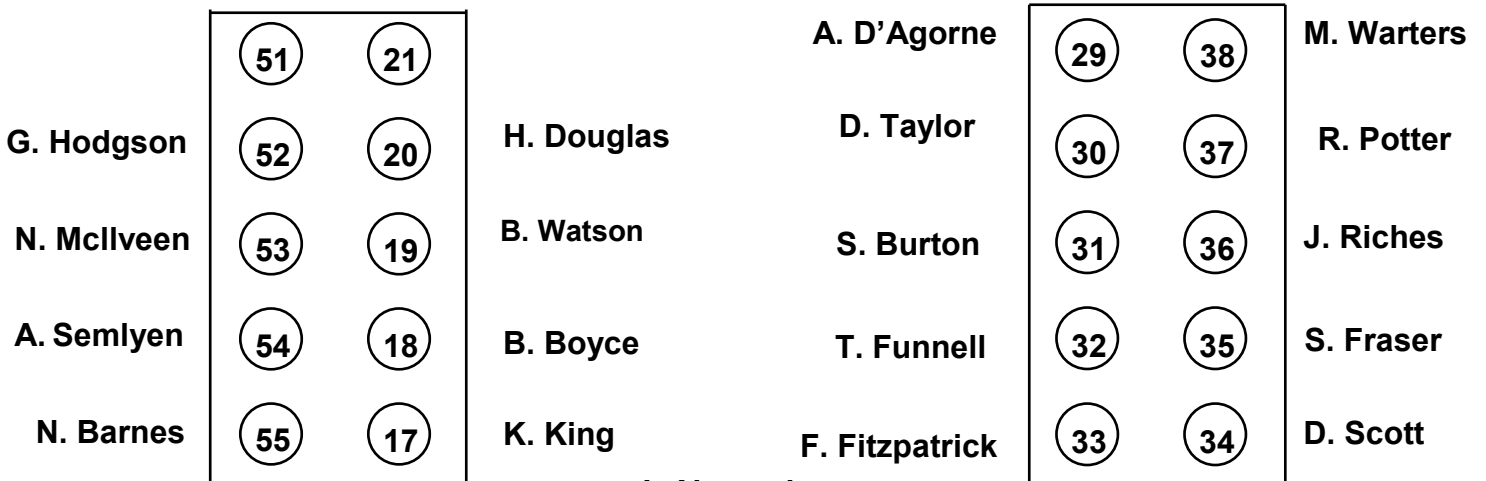 A. D’Agorne 29 38 M. Warters
51 21
G. Hodgson 52 20 H. Douglas D. Taylor 30 37 R. Potter
N. McIlveen 53 19 B. Watson S. Burton 31 36 J. Riches
A. Semlyen 54 18 B. Boyce T. Funnell 32 35 S. Fraser
N. Barnes 55 17 K. King F. Fitzpatrick 33 34 D. Scott